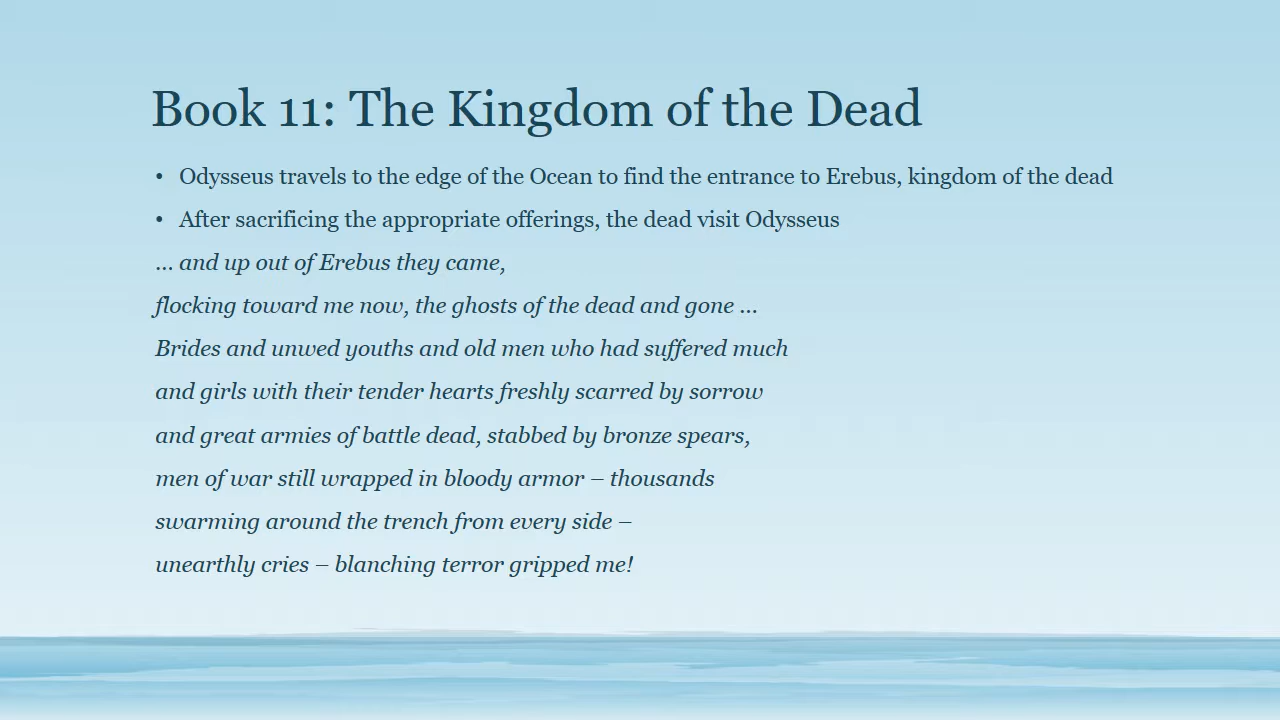 Book 11: The Kingdom of the Dead
• Odysseus travels to the edge of the Ocean to find the entrance to Erebus, kingdom of the dead
• After sacrificing the appropriate offerings, the dead visit Odysseus
... and up out of Erebus they came,
flocking toward me now, the ghosts of the dead and gone ...
Brides and unwed youths and old men who had suffered much
and girls with their tender hearts freshly scarred by sorrow
and great armies of battle dead, stabbed by bronze spears,
men of war still wrapped in bloody armor – thousands
swarming around the trench from every side –
unearthly cries – blanching terror gripped me!